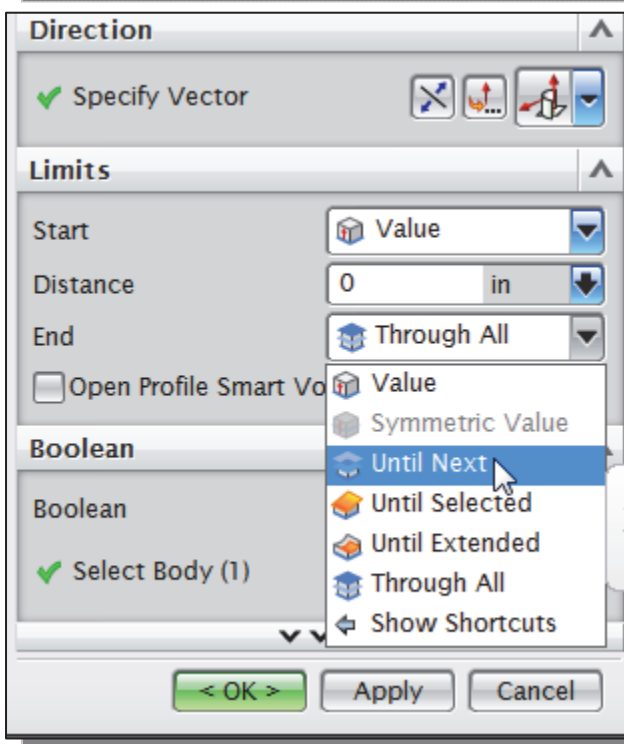 Direction
Specify Vector
Limits
Start Value
Distance 0 in
End Through All
Open Profile Smart Vo
Value
Symmetric Value
Boolean
Until Next
Boolean
Until Selected
Until Extended
Select Body (1)
Through All
Show Shortcuts
< OK > Apply Cancel